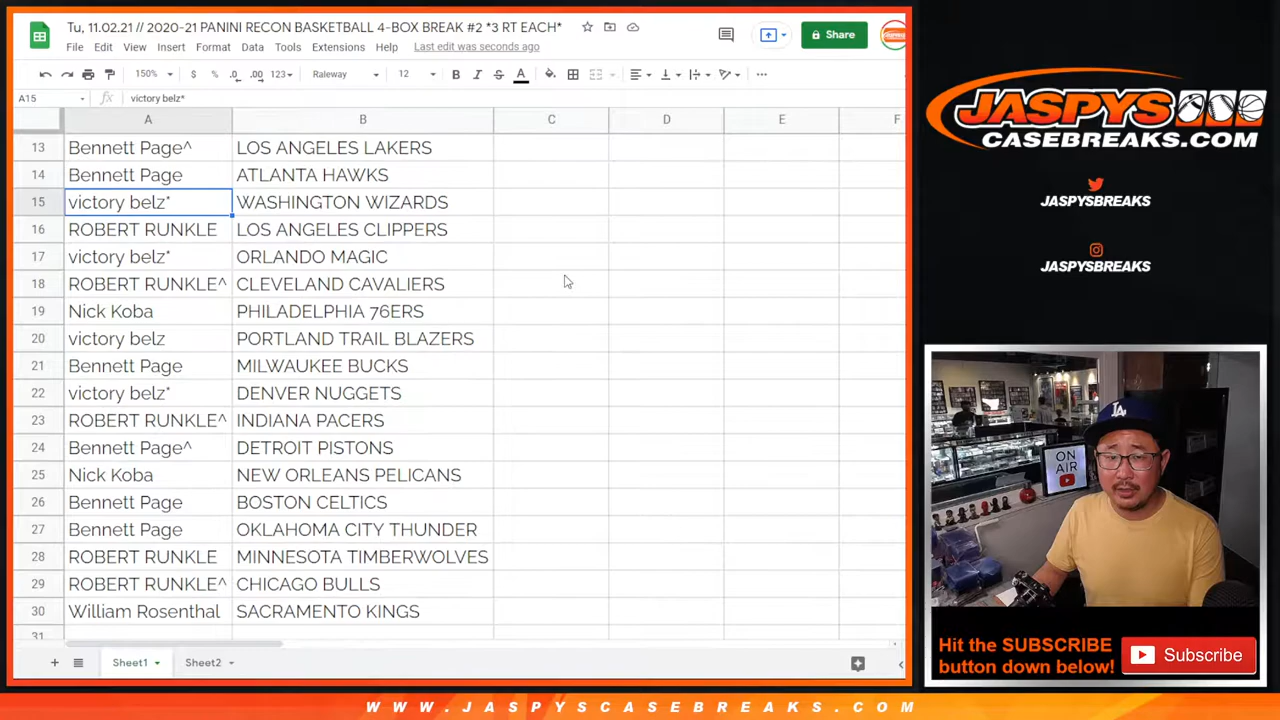 Tu, 11.02.21 // 2020-21 PANINI RECON BASKETBALL 4-BOX BREAK #2 *3 RT EACH*
File Edit View Insert Format Data Tools Extensions Help Last edit was seconds ago
Share
150% $ % .0 .00 123 Raleway 12 B I S A
A15 fx victory belz*
A B C D E F
13 Bennett Page^ LOS ANGELES LAKERS
14 Bennett Page ATLANTA HAWKS
15 victory belz* WASHINGTON WIZARDS
16 ROBERT RUNKLE LOS ANGELES CLIPPERS
17 victory belz* ORLANDO MAGIC
18 ROBERT RUNKLE^ CLEVELAND CAVALIERS
19 Nick Koba PHILADELPHIA 76ERS
20 victory belz PORTLAND TRAIL BLAZERS
21 Bennett Page MILWAUKEE BUCKS
22 victory belz* DENVER NUGGETS
23 ROBERT RUNKLE^ INDIANA PACERS
24 Bennett Page^ DETROIT PISTONS
25 Nick Koba NEW ORLEANS PELICANS
26 Bennett Page BOSTON CELTICS
27 Bennett Page OKLAHOMA CITY THUNDER
28 ROBERT RUNKLE MINNESOTA TIMBERWOLVES
29 ROBERT RUNKLE^ CHICAGO BULLS
30 William Rosenthal SACRAMENTO KINGS
31
Sheet1 Sheet2
JASPYS
CASEBREAKS.COM
JASPYSBREAKS
JASPYSBREAKS
LA
ON
AIR
Hit the SUBSCRIBE
button down below!
Subscribe
WWW.JASPYSCASEBREAKS.COM